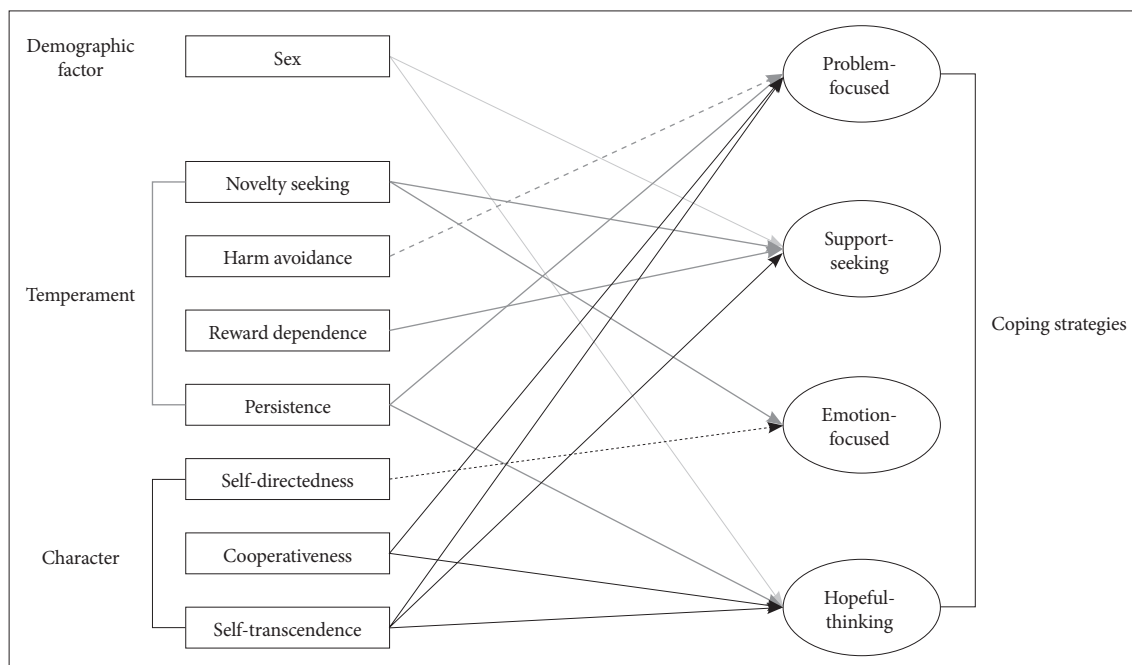 Demographic
factor
Sex
Novelty seeking
Harm avoidance
Temperament
Reward dependence
Persistence
Self-directedness
Character
Cooperativeness
Self-transcendence
Problem-
focused
Support-
seeking
Emotion-
focused
Hopeful-
thinking
Coping strategies